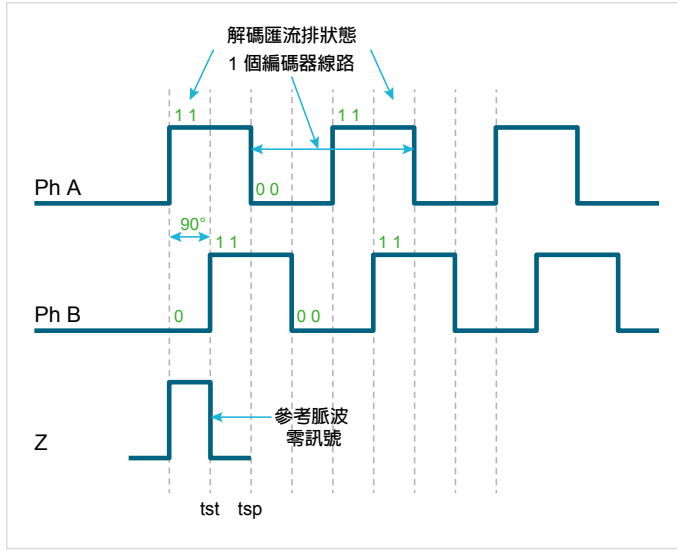 解碼匯流排狀態
1 個編碼器線路
1 1
1 1
Ph A
0 0
90°
1 1
1 1
Ph B
0
0 0
參考脈波
零訊號
Z
tst
tsp